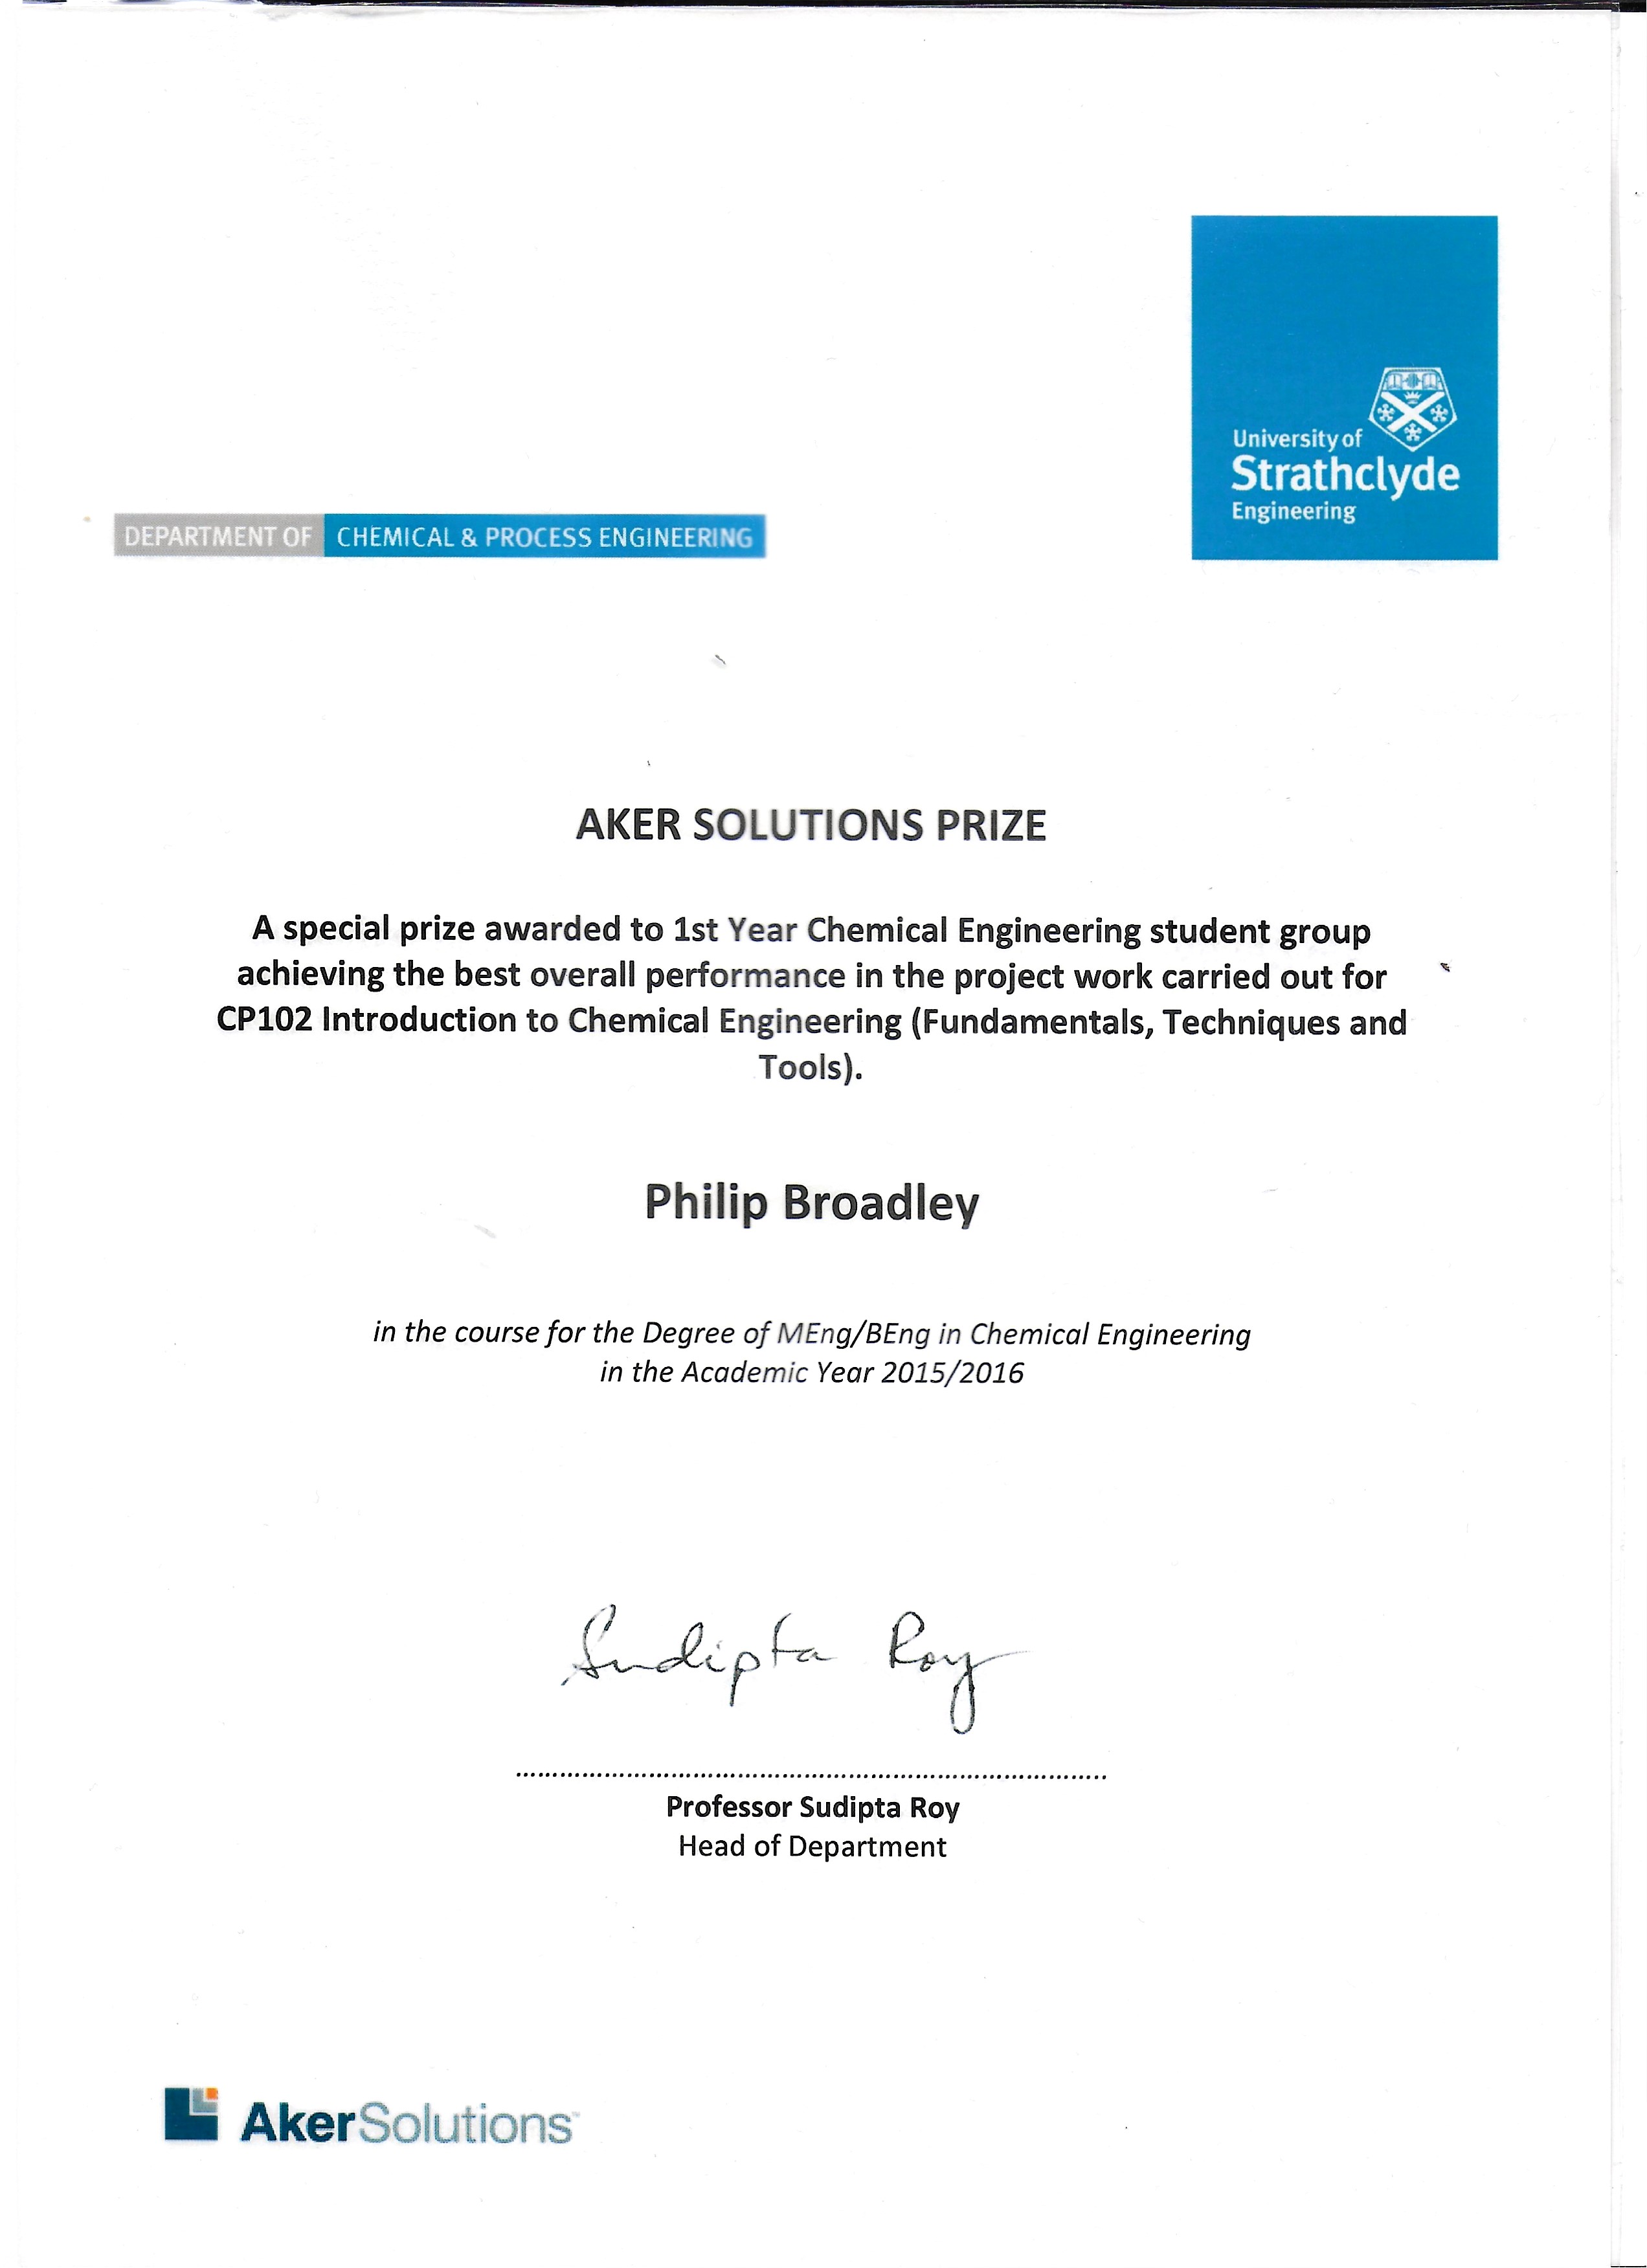 University of
Strathclyde
Engineering
DEPARTMENT OF CHEMICAL & PROCESS ENGINEERING
AKER SOLUTIONS PRIZE
A special prize awarded to 1st Year Chemical Engineering student group
achieving the best overall performance in the project work carried out for
CP102 Introduction to Chemical Engineering (Fundamentals, Techniques and
Tools).
Philip Broadley
in the course for the Degree of MEng/BEng in Chemical Engineering
in the Academic Year 2015/2016
Sudipta Roy
Professor Sudipta Roy
Head of Department
AkerSolutions